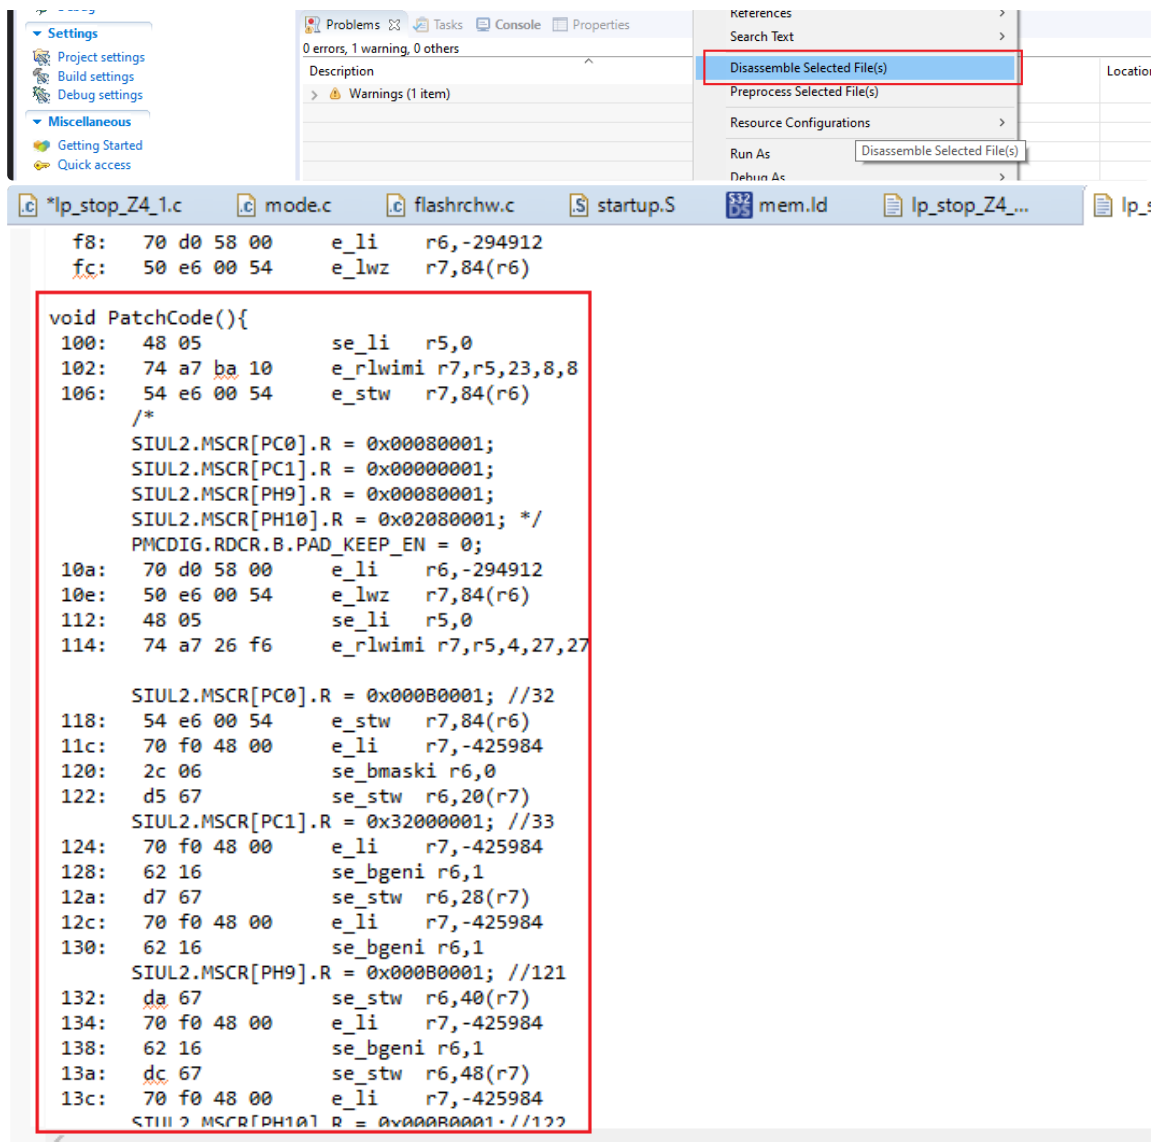 Settings
Project settings
Build settings
Debug settings
Miscellaneous
Getting Started
Quick access
Problems Tasks Console Properties
0 errors, 1 warning, 0 others
Description
Warnings (1 item)
References
Search Text
Disassemble Selected File(s)
Preprocess Selected File(s)
Resource Configurations
Run As
Disassemble Selected File(s)
Debug As
*lp_stop_Z4_1.c mode.c flashrchw.c startup.S mem.ld lp_stop_Z4_...
f8: 70 d0 58 00 e_li r6,-294912
fc: 50 e6 00 54 e_lwz r7,84(r6)
void PatchCode(){
100: 48 05 se_li r5,0
102: 74 a7 ba 10 e_rlwimi r7,r5,23,8,8
106: 54 e6 00 54 e_stw r7,84(r6)
/*
SIUL2.MSCR[PC0].R = 0x00080001;
SIUL2.MSCR[PC1].R = 0x00000001;
SIUL2.MSCR[PH9].R = 0x00080001;
SIUL2.MSCR[PH10].R = 0x02080001; */
PMCDIG.RDCR.B.PAD_KEEP_EN = 0;
10a: 70 d0 58 00 e_li r6,-294912
10e: 50 e6 00 54 e_lwz r7,84(r6)
112: 48 05 se_li r5,0
114: 74 a7 26 f6 e_rlwimi r7,r5,4,27,27
SIUL2.MSCR[PC0].R = 0x000B0001; //32
118: 54 e6 00 54 e_stw r7,84(r6)
11c: 70 f0 48 00 e_li r7,-425984
120: 2c 06 se_bmaski r6,0
122: d5 67 se_stw r6,20(r7)
SIUL2.MSCR[PC1].R = 0x32000001; //33
124: 70 f0 48 00 e_li r7,-425984
128: 62 16 se_bgeni r6,1
12a: d7 67 se_stw r6,28(r7)
12c: 70 f0 48 00 e_li r7,-425984
130: 62 16 se_bgeni r6,1
SIUL2.MSCR[PH9].R = 0x000B0001; //121
132: da 67 se_stw r6,40(r7)
134: 70 f0 48 00 e_li r7,-425984
138: 62 16 se_bgeni r6,1
13a: dc 67 se_stw r6,48(r7)
13c: 70 f0 48 00 e_li r7,-425984
SIUL2.MSCR[PH10].R = 0x000B0001;//122